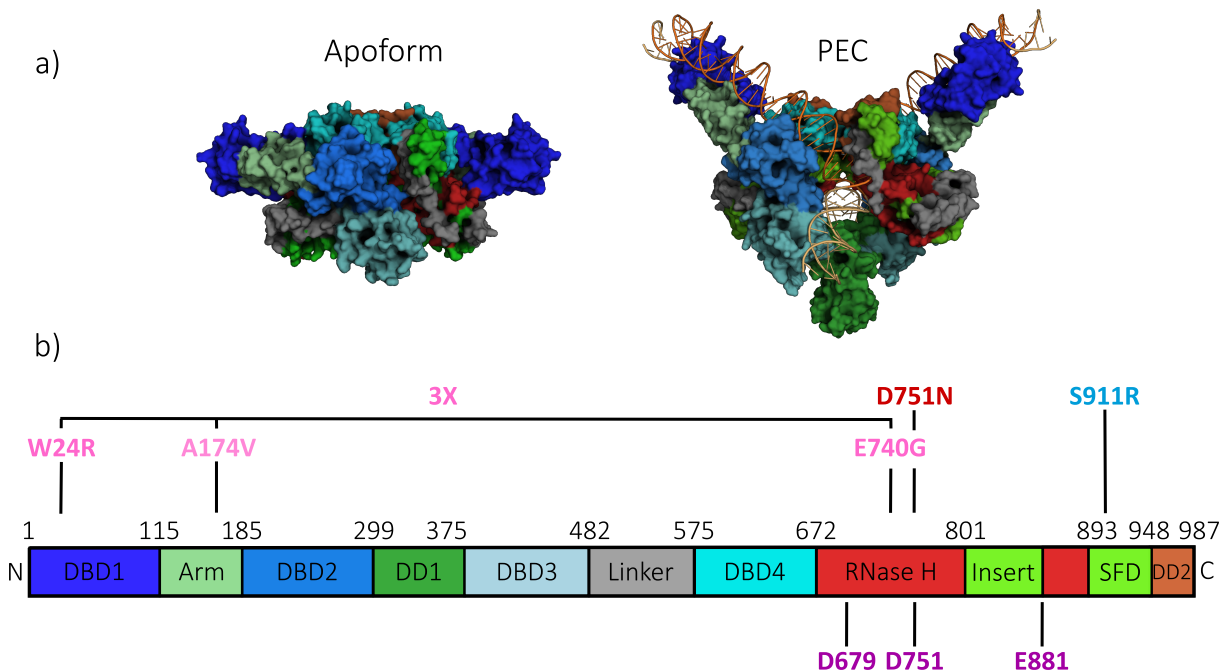 a)
Apoform
PEC
b)
3X
D751N
S911R
W24R
A174V
E740G
1 115 185 299 375 482 575 672 801 893 948 987
N DBD1 Arm DBD2 DD1 DBD3 Linker DBD4 RNase H Insert SFD DD2 C
D679 D751 E881